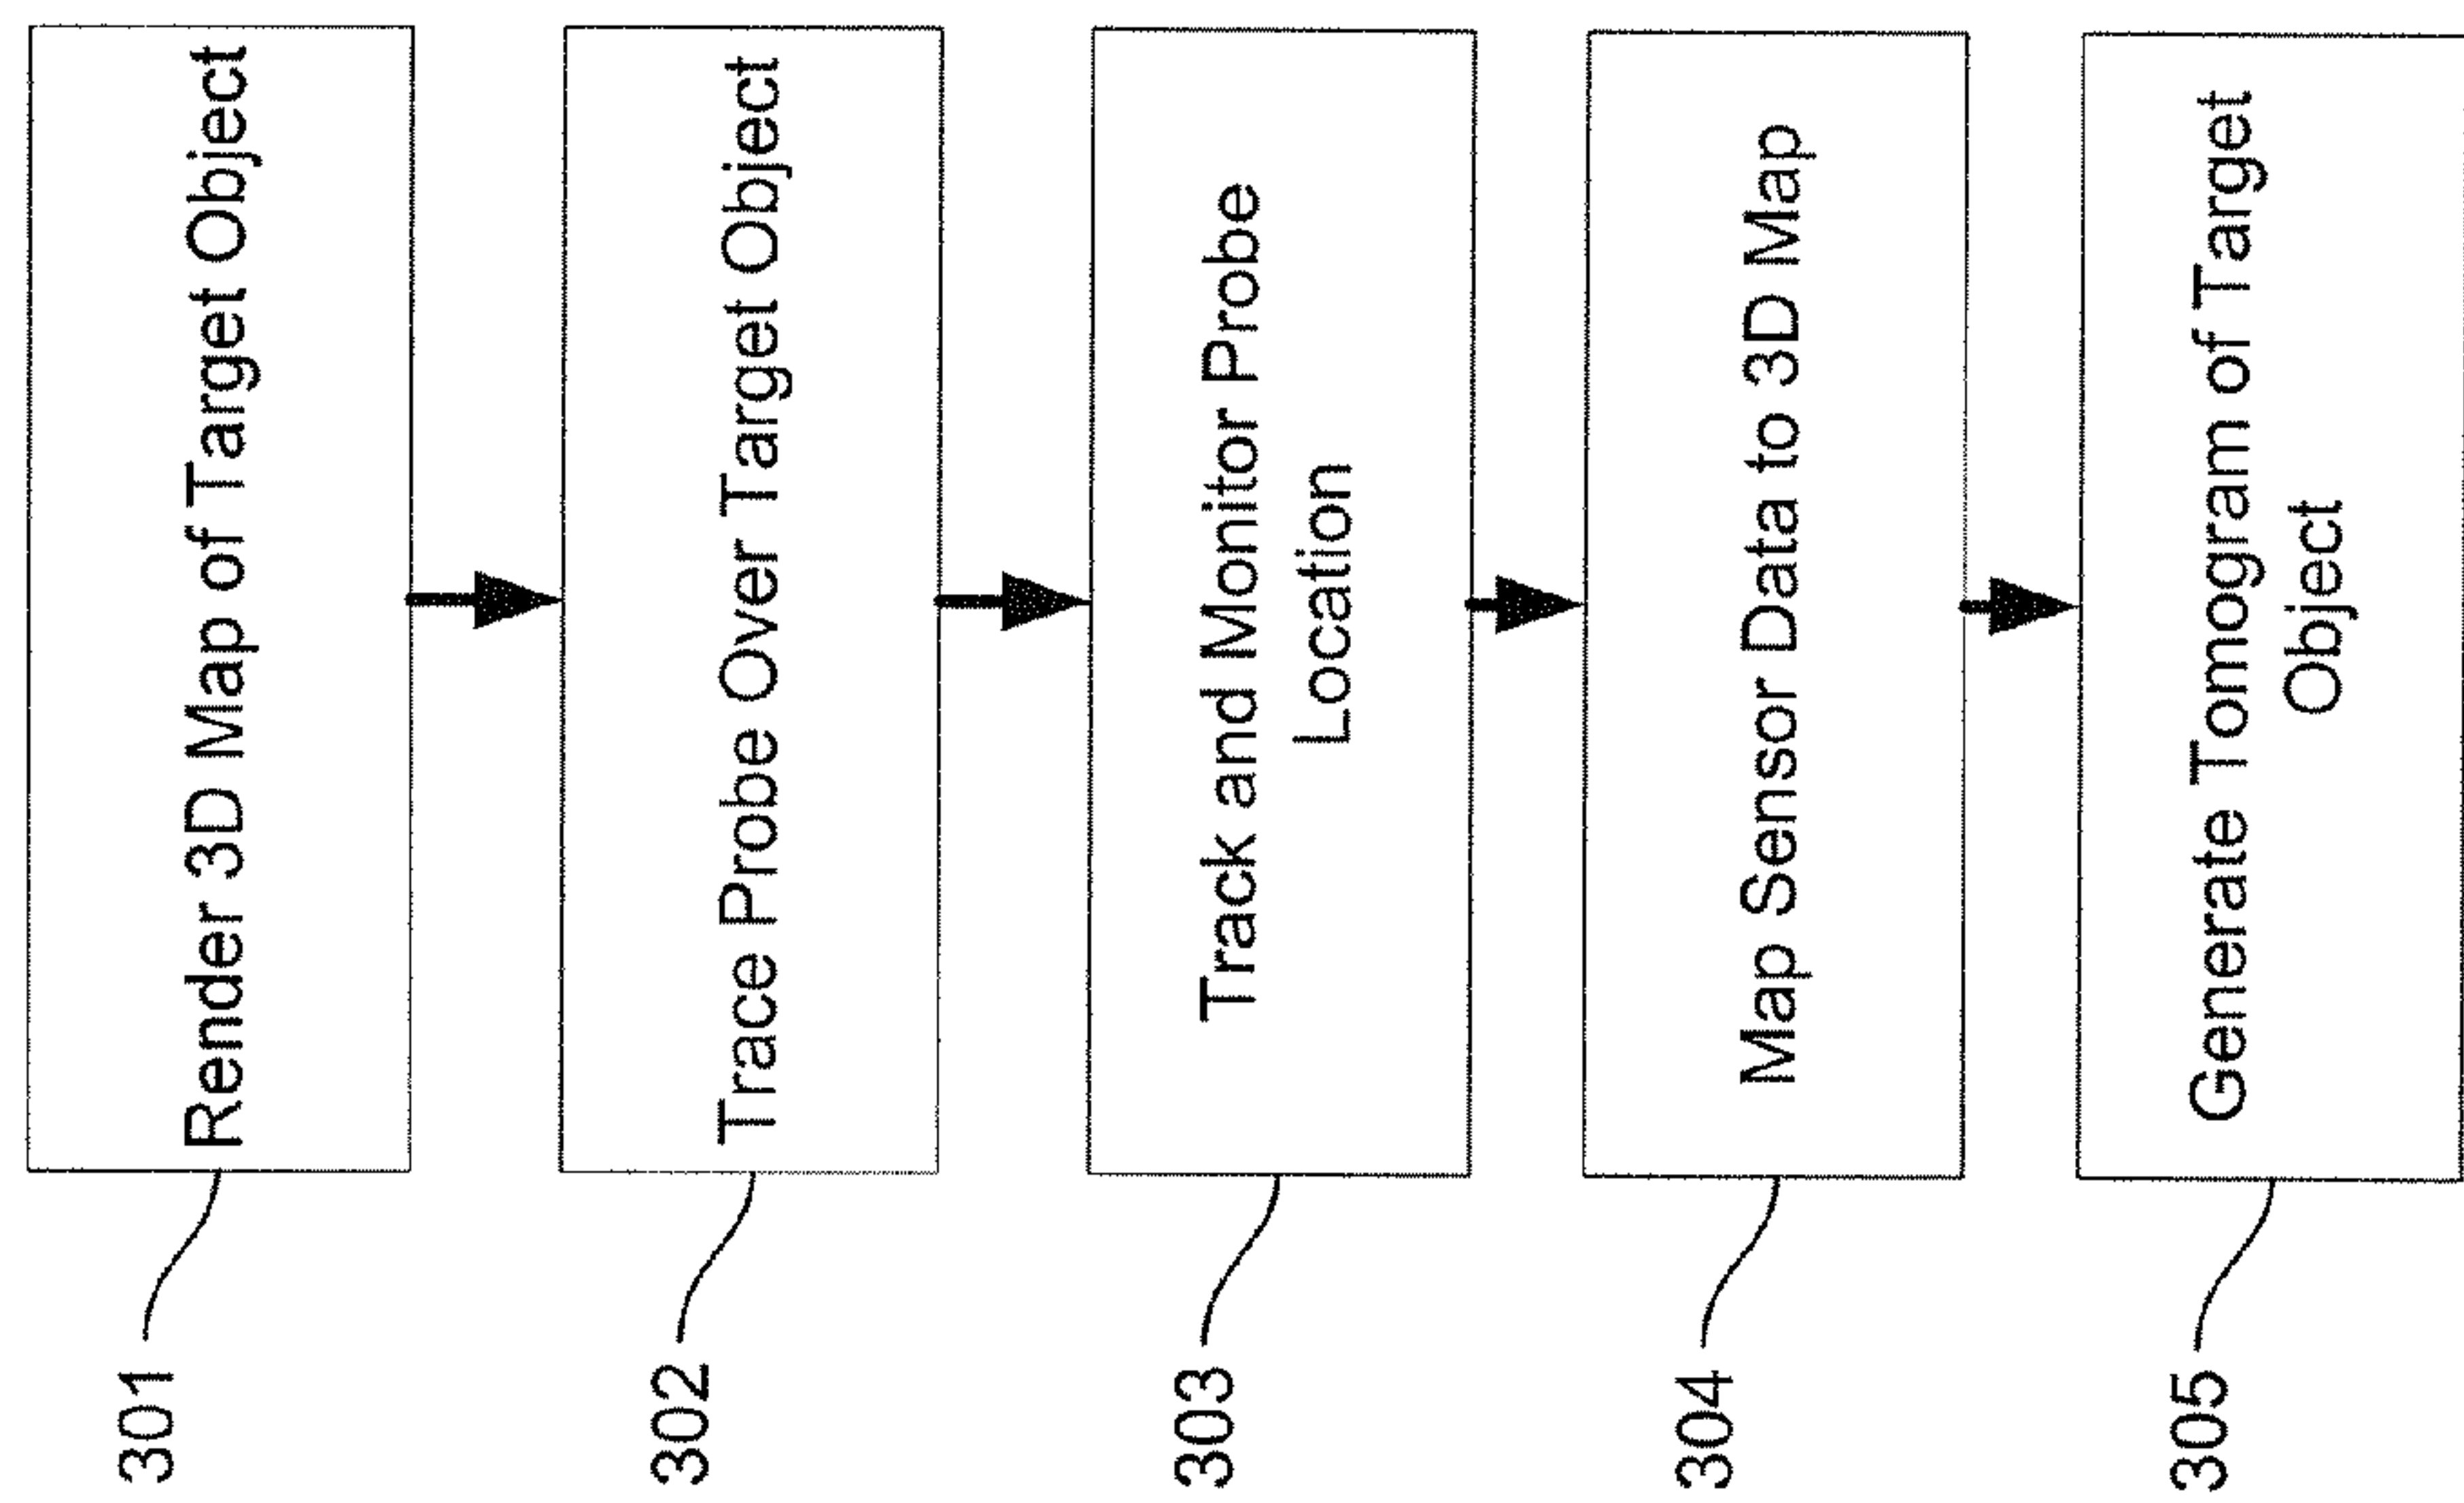 301
Render 3D Map of Target Object
302
Trace Probe Over Target Object
303
Track and Monitor Probe
Location
304
Map Sensor Data to 3D Map
305
Generate Tomogram of Target
Object